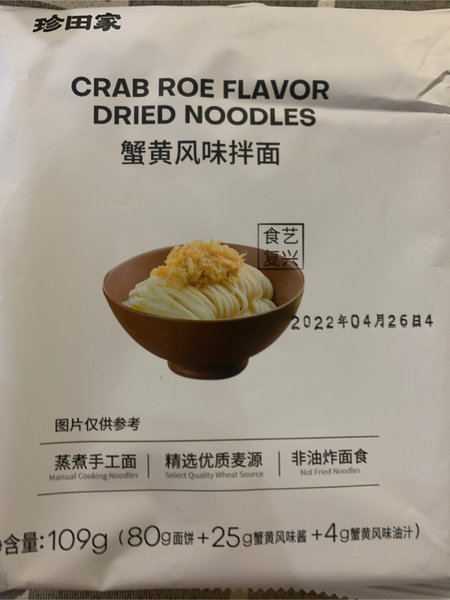 珍田家
CRAB ROE FLAVOR
DRIED NOODLES
蟹黄风味拌面
食艺
复兴
2022年04月26日4
图片仅供参考
蒸煮手工面 | 精选优质麦源 | 非油炸面食
Manual Cooking Noodles Select Quality Wheat Source Not Fried Noodles
含量:109g(80g面饼+25g蟹黄风味酱+4g蟹黄风味油汁)